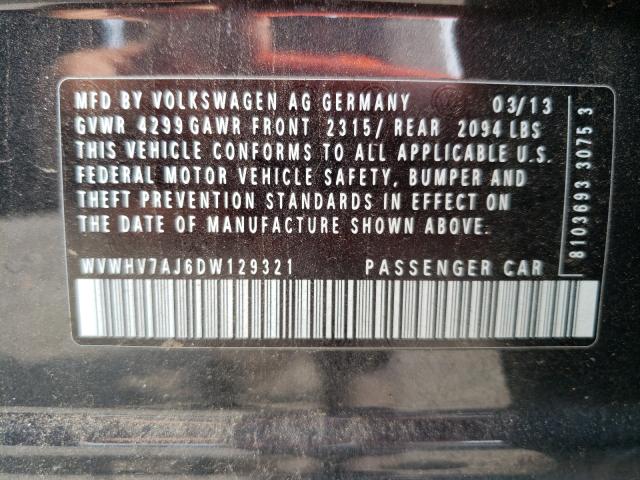 MFD BY VOLKSWAGEN AG GERMANY 03/13
GVWR 4299 GAWR FRONT 2315/ REAR 2094 LBS
THIS VEHICLE CONFORMS TO ALL APPLICABLE U.S.
FEDERAL MOTOR VEHICLE SAFETY, BUMPER AND
THEFT PREVENTION STANDARDS IN EFFECT ON
THE DATE OF MANUFACTURE SHOWN ABOVE.
WVWHV7AJ6DW129321 PASSENGER CAR
8103693 3075 3